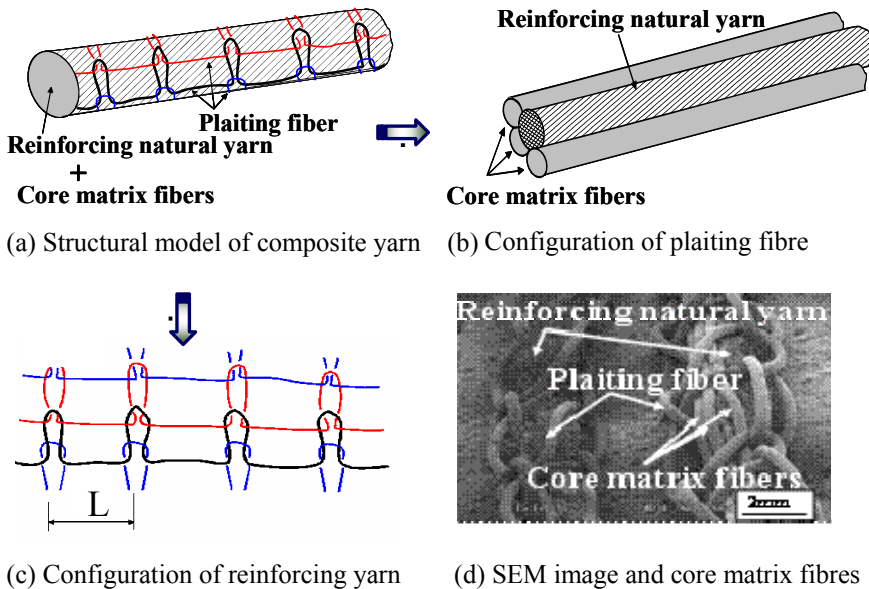 Plaiting fiber
Reinforcing natural yarn
+
Core matrix fibers
(a) Structural model of composite yarn
Reinforcing natural yarn
Core matrix fibers
(b) Configuration of plaiting fibre
L
(c) Configuration of reinforcing yarn
Reinforcing natural yarn
Plaiting fiber
Core matrix fibers
2mm
(d) SEM image and core matrix fibres